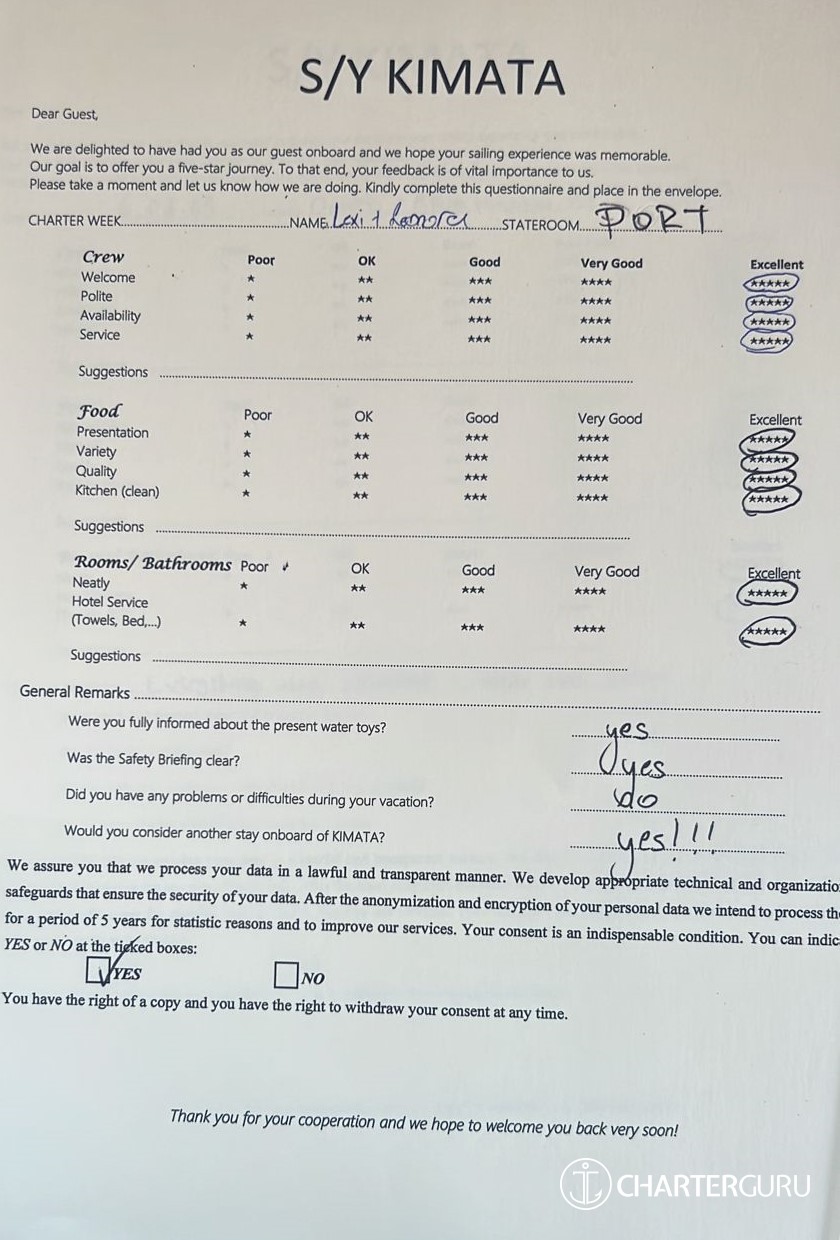 S/Y KIMATA
Dear Guest,
We are delighted to have had you as our guest onboard and we hope your sailing experience was memorable.
Our goal is to offer you a five-star journey. To that end, your feedback is of vital importance to us.
Please take a moment and let us know how we are doing. Kindly complete this questionnaire and place in the envelope.
CHARTER WEEK NAME Lexi + STATEROOM PORT
Crew Poor OK Good Very Good Excellent
Welcome ★ ★★ ★★★ ★★★★ ★★★★★
Polite ★ ★★ ★★★ ★★★★ ★★★★★
Availability ★ ★★ ★★★ ★★★★ ★★★★★
Service ★ ★★ ★★★ ★★★★ ★★★★★
Suggestions
Food Poor OK Good Very Good Excellent
Presentation ★ ★★ ★★★ ★★★★ ★★★★★
Variety ★ ★★ ★★★ ★★★★ ★★★★★
Quality ★ ★★ ★★★ ★★★★ ★★★★★
Kitchen (clean) ★ ★★ ★★★ ★★★★ ★★★★★
Suggestions
Rooms/ Bathrooms Poor OK Good Very Good Excellent
Neatly ★ ★★ ★★★ ★★★★ ★★★★★
Hotel Service
(Towels, Bed,...) ★ ★★ ★★★ ★★★★ ★★★★★
Suggestions
General Remarks
Were you fully informed about the present water toys? yes
Was the Safety Briefing clear? yes
Did you have any problems or difficulties during your vacation?
Would you consider another stay onboard of KIMATA? yes!!!
We assure you that we process your data in a lawful and transparent manner. We develop appropriate technical and organizatio
safeguards that ensure the security of your data. After the anonymization and encryption of your personal data we intend to process th
for a period of 5 years for statistic reasons and to improve our services. Your consent is an indispensable condition. You can indic
YES or NO at the ticked boxes:
YES NO
You have the right of a copy and you have the right to withdraw your consent at any time.
Thank you for your cooperation and we hope to welcome you back very soon!
CHARTERGURU